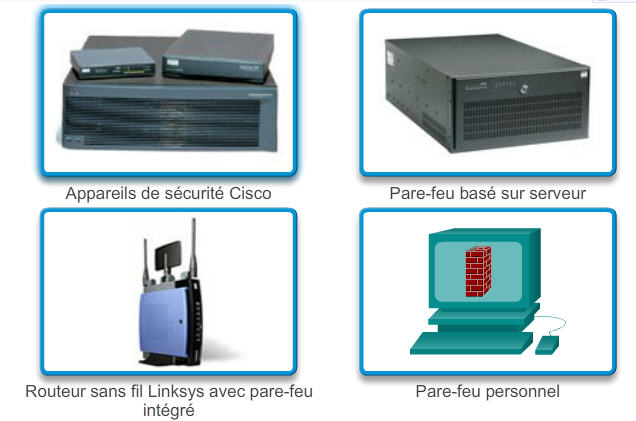 Appareils de sécurité Cisco
Pare-feu basé sur serveur
Routeur sans fil Linksys avec pare-feu
intégré
Pare-feu personnel